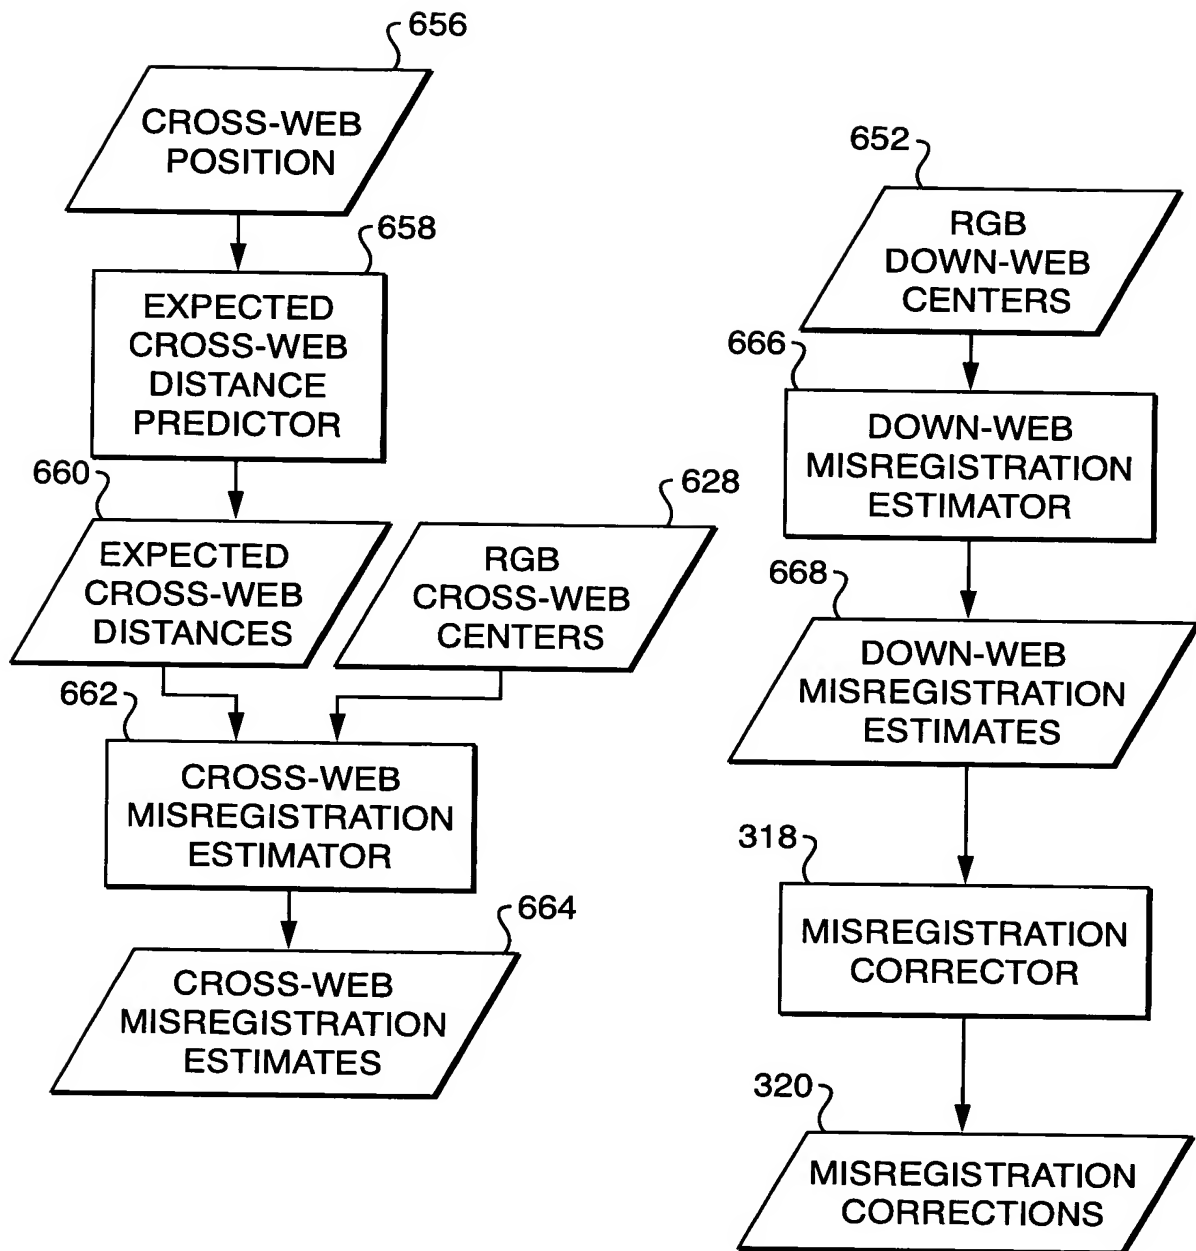 656
CROSS-WEB
POSITION
658
EXPECTED
CROSS-WEB
DISTANCE
PREDICTOR
660
EXPECTED
CROSS-WEB
DISTANCES
628
RGB
CROSS-WEB
CENTERS
662
CROSS-WEB
MISREGISTRATION
ESTIMATOR
664
CROSS-WEB
MISREGISTRATION
ESTIMATES
652
RGB
DOWN-WEB
CENTERS
666
DOWN-WEB
MISREGISTRATION
ESTIMATOR
668
DOWN-WEB
MISREGISTRATION
ESTIMATES
318
MISREGISTRATION
CORRECTOR
320
MISREGISTRATION
CORRECTIONS